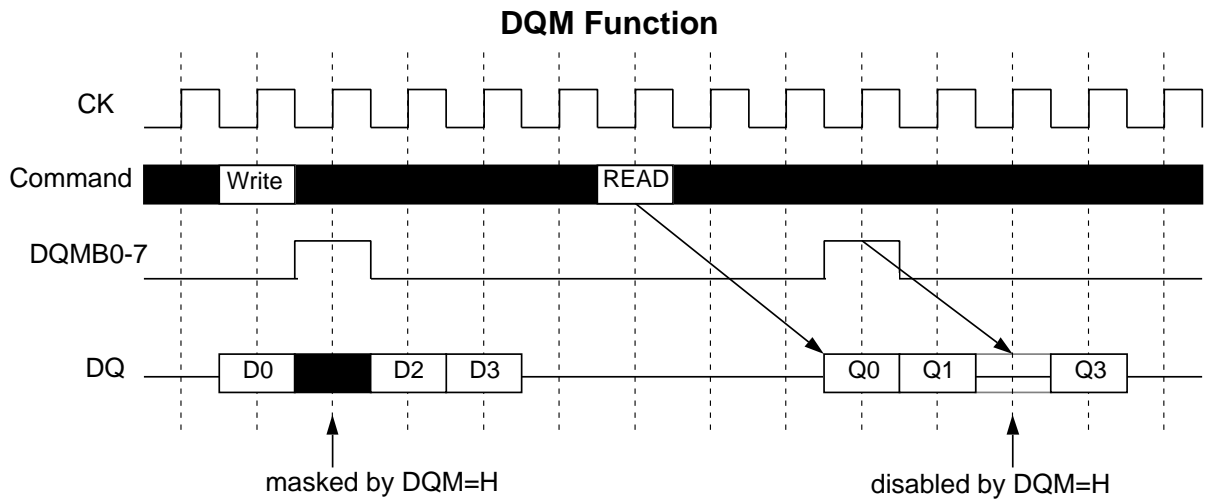 DQM Function
CK
Command Write READ
DQMB0-7
DQ D0 D2 D3 Q0 Q1 Q3
masked by DQM=H disabled by DQM=H